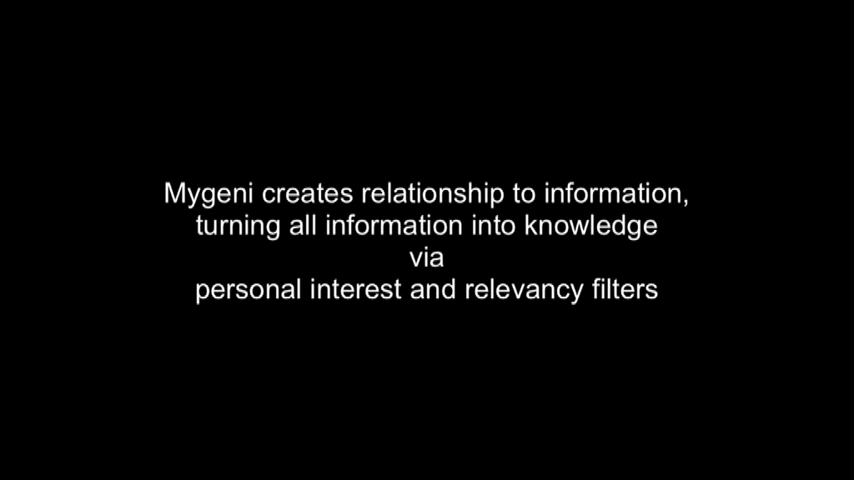 Mygeni creates relationship to information,
turning all information into knowledge
via
personal interest and relevancy filters